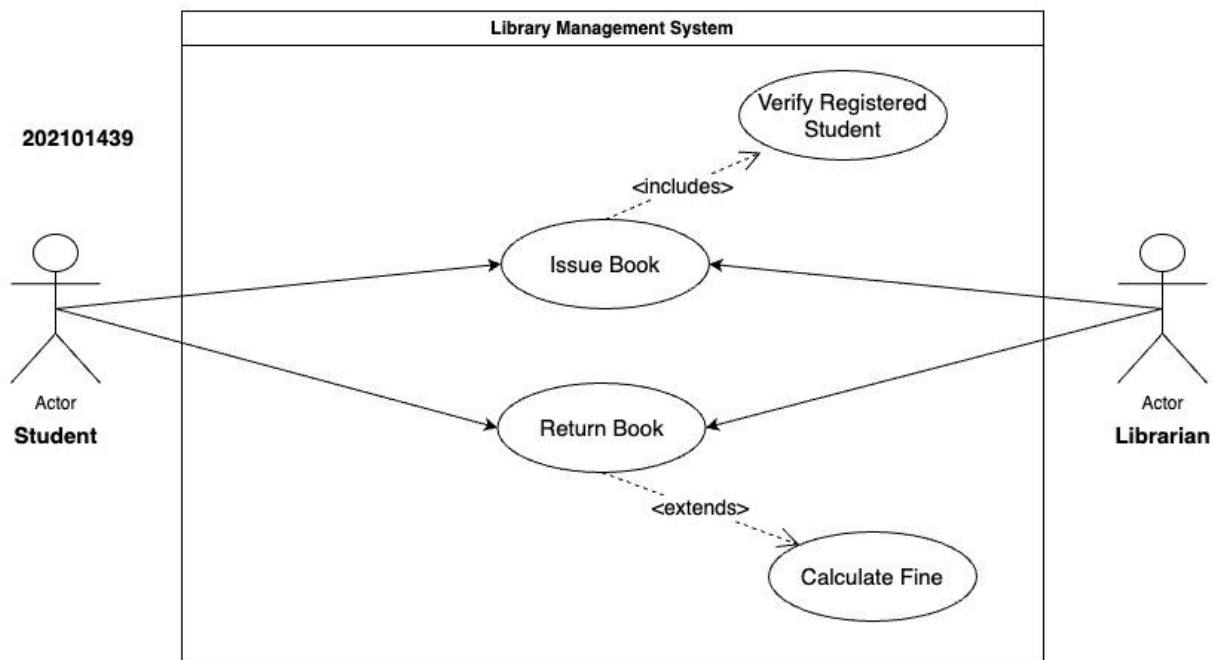 Library Management System
Verify Registered
Student
202101439
<includes>
Issue Book
Return Book
Actor
Student
Actor
Librarian
<extends>
Calculate Fine